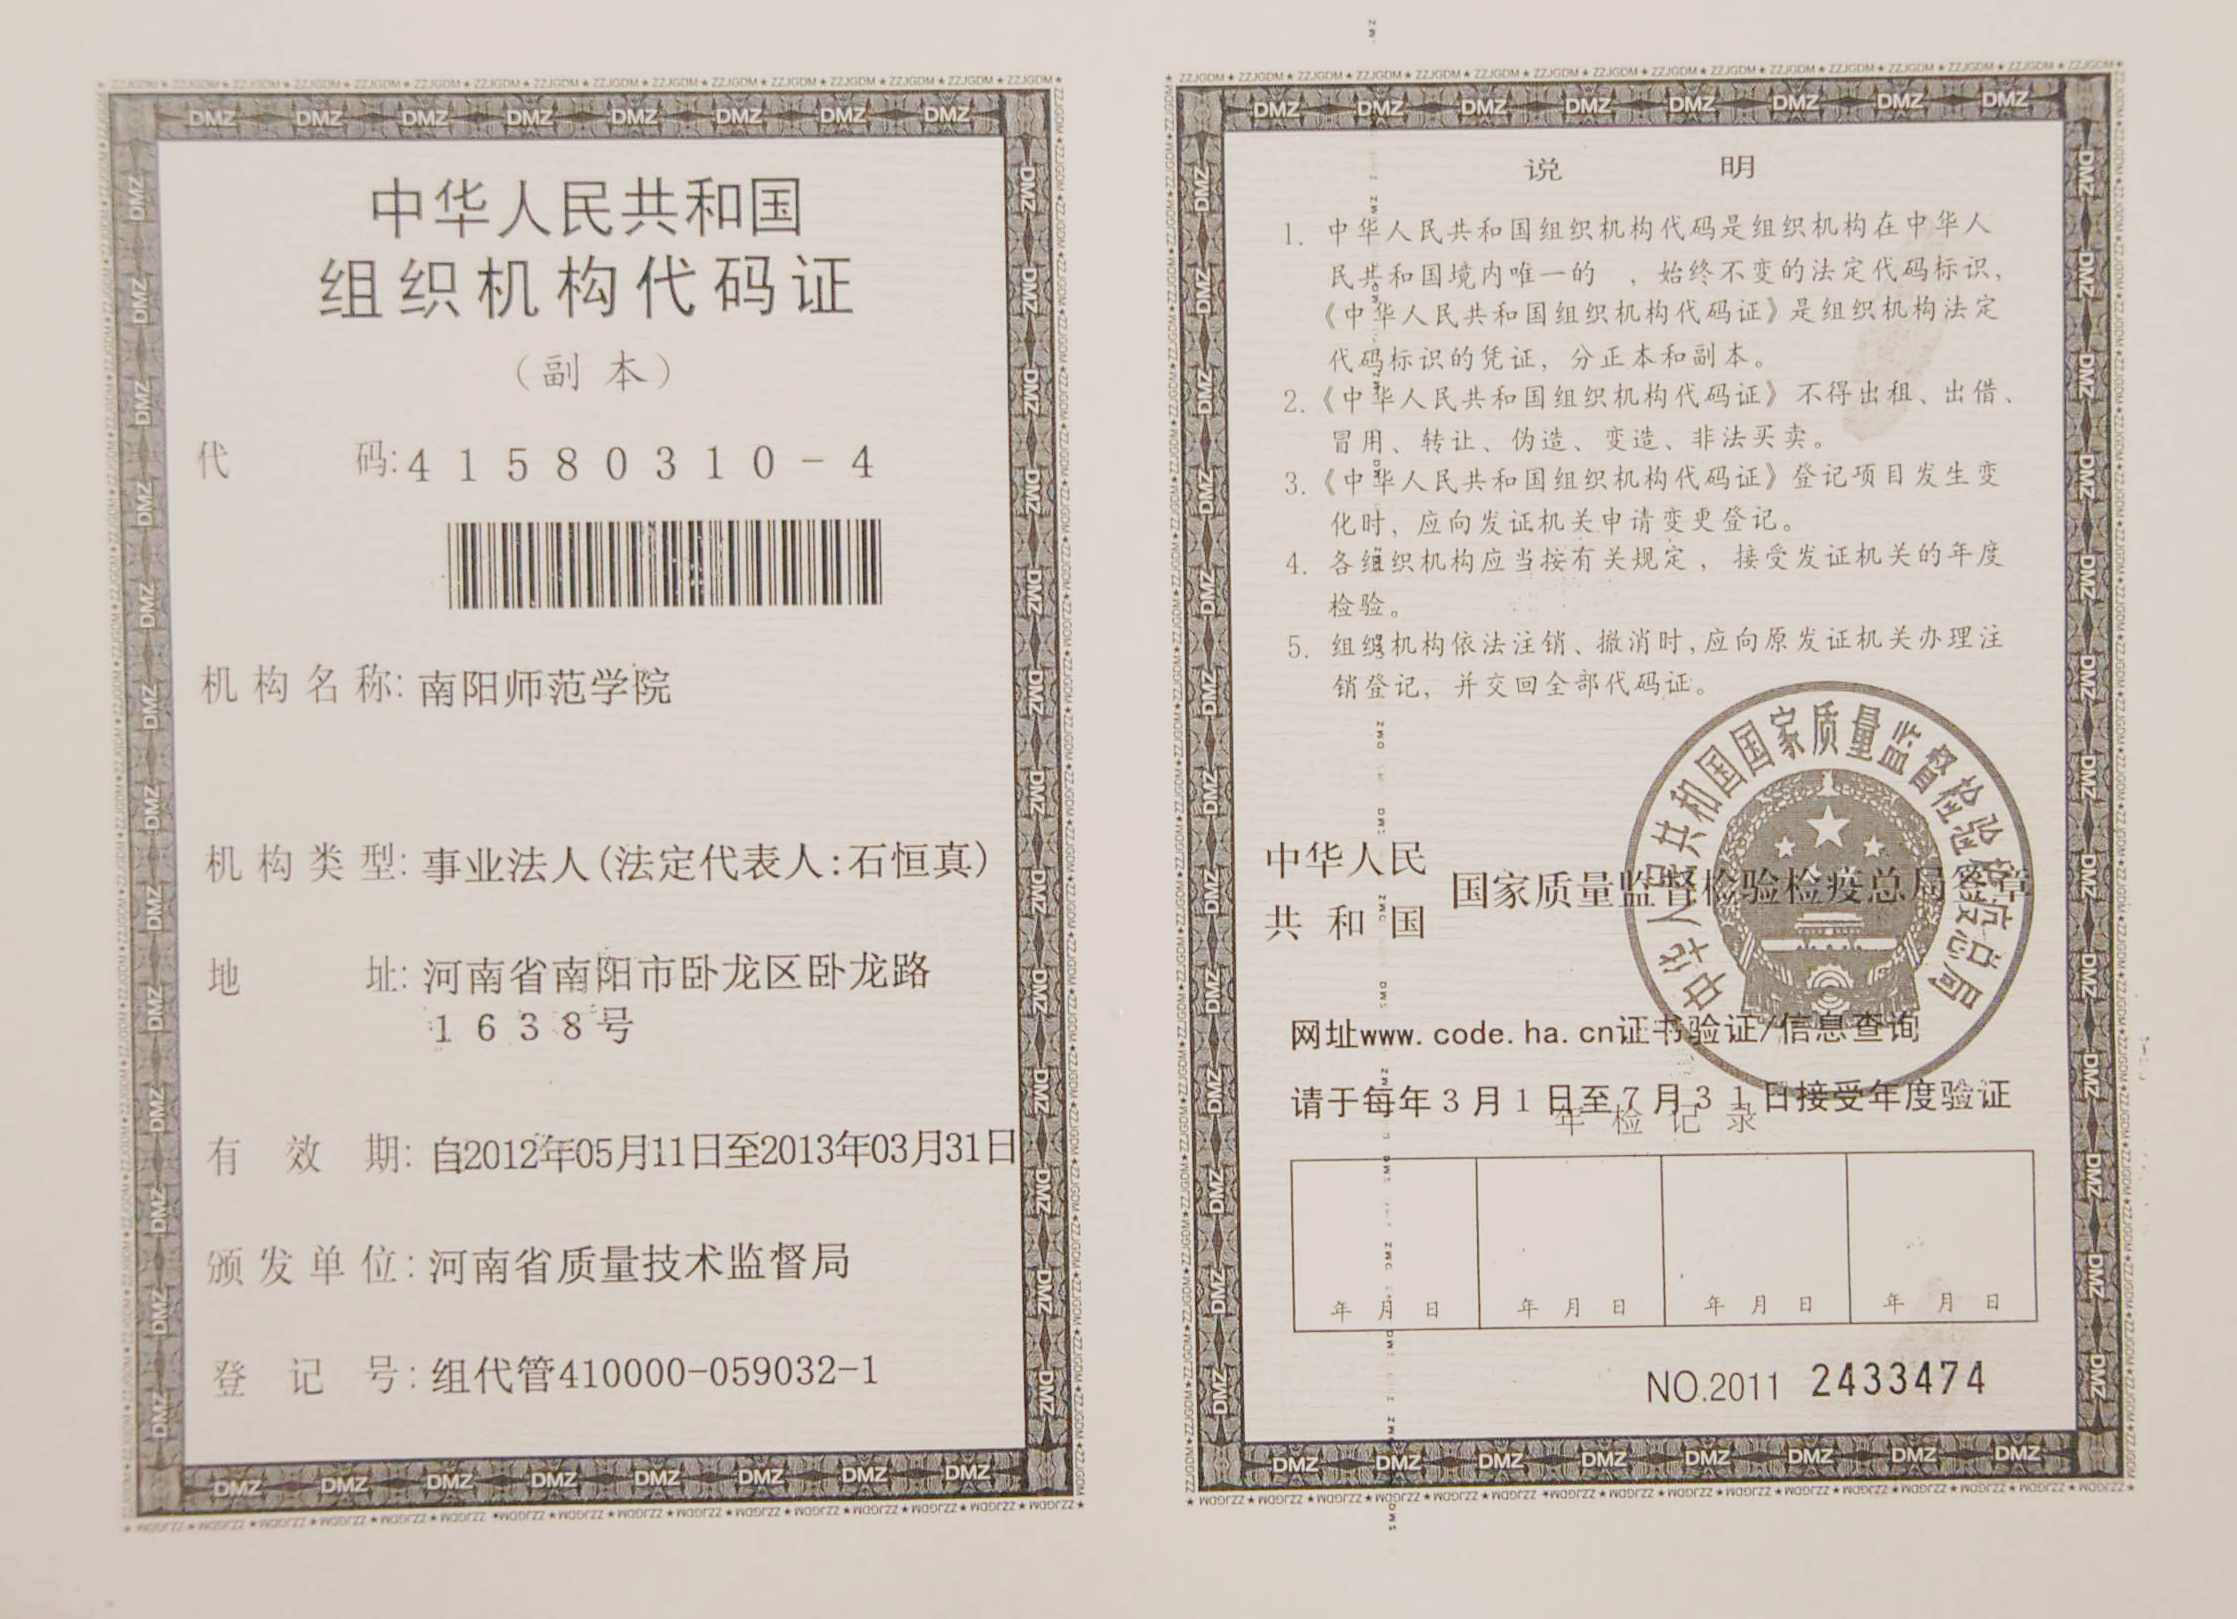 中华人民共和国
组织机构代码证
（副 本）
代 码:41580310-4
机构名称:南阳师范学院
机构类型:事业法人(法定代表人:石恒真)
地 址:河南省南阳市卧龙区卧龙路
1638号
有 效 期:自2012年05月11日至2013年03月31日
颁发单位:河南省质量技术监督局
登 记 号:组代管410000-059032-1
说 明
1. 中华人民共和国组织机构代码是组织机构在中华人
民共和国境内唯一的 ，始终不变的法定代码标识，
《中华人民共和国组织机构代码证》是组织机构法定
代码标识的凭证，分正本和副本。
2.《中华人民共和国组织机构代码证》不得出租、出借、
冒用、转让、伪造、变造、非法买卖。
3.《中华人民共和国组织机构代码证》登记项目发生变
化时，应向发证机关申请变更登记。
4. 各组织机构应当按有关规定，接受发证机关的年度
检验。
5. 组织机构依法注销、撤消时,应向原发证机关办理注
销登记，并交回全部代码证。
中华人民共和国国家质量监督检验检疫总局
中华人民
共 和 国
国家质量监督检验检疫总局签章
网址www.code.ha.cn证书验证/信息查询
请于每年3月1日至7月31日接受年度验证
年 检 记 录
年 月 日 年 月 日 年 月 日 年 月 日
NO.2011 2433474